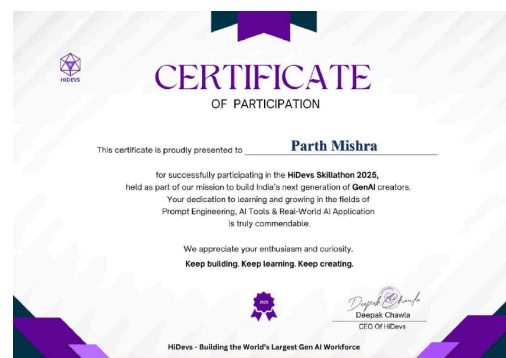 HiDEVS
CERTIFICATE
OF PARTICIPATION
This certificate is proudly presented to Parth Mishra
for successfully participating in the HiDevs Skillathon 2025,
held as part of our mission to build India's next generation of GenAI creators.
Your dedication to learning and growing in the fields of
Prompt Engineering, AI Tools & Real-World AI Application
is truly commendable.
We appreciate your enthusiasm and curiosity.
Keep building. Keep learning. Keep creating.
2025
Deepak Chawla
Deepak Chawla
CEO Of HiDevs
HiDevs - Building the World's Largest Gen AI Workforce